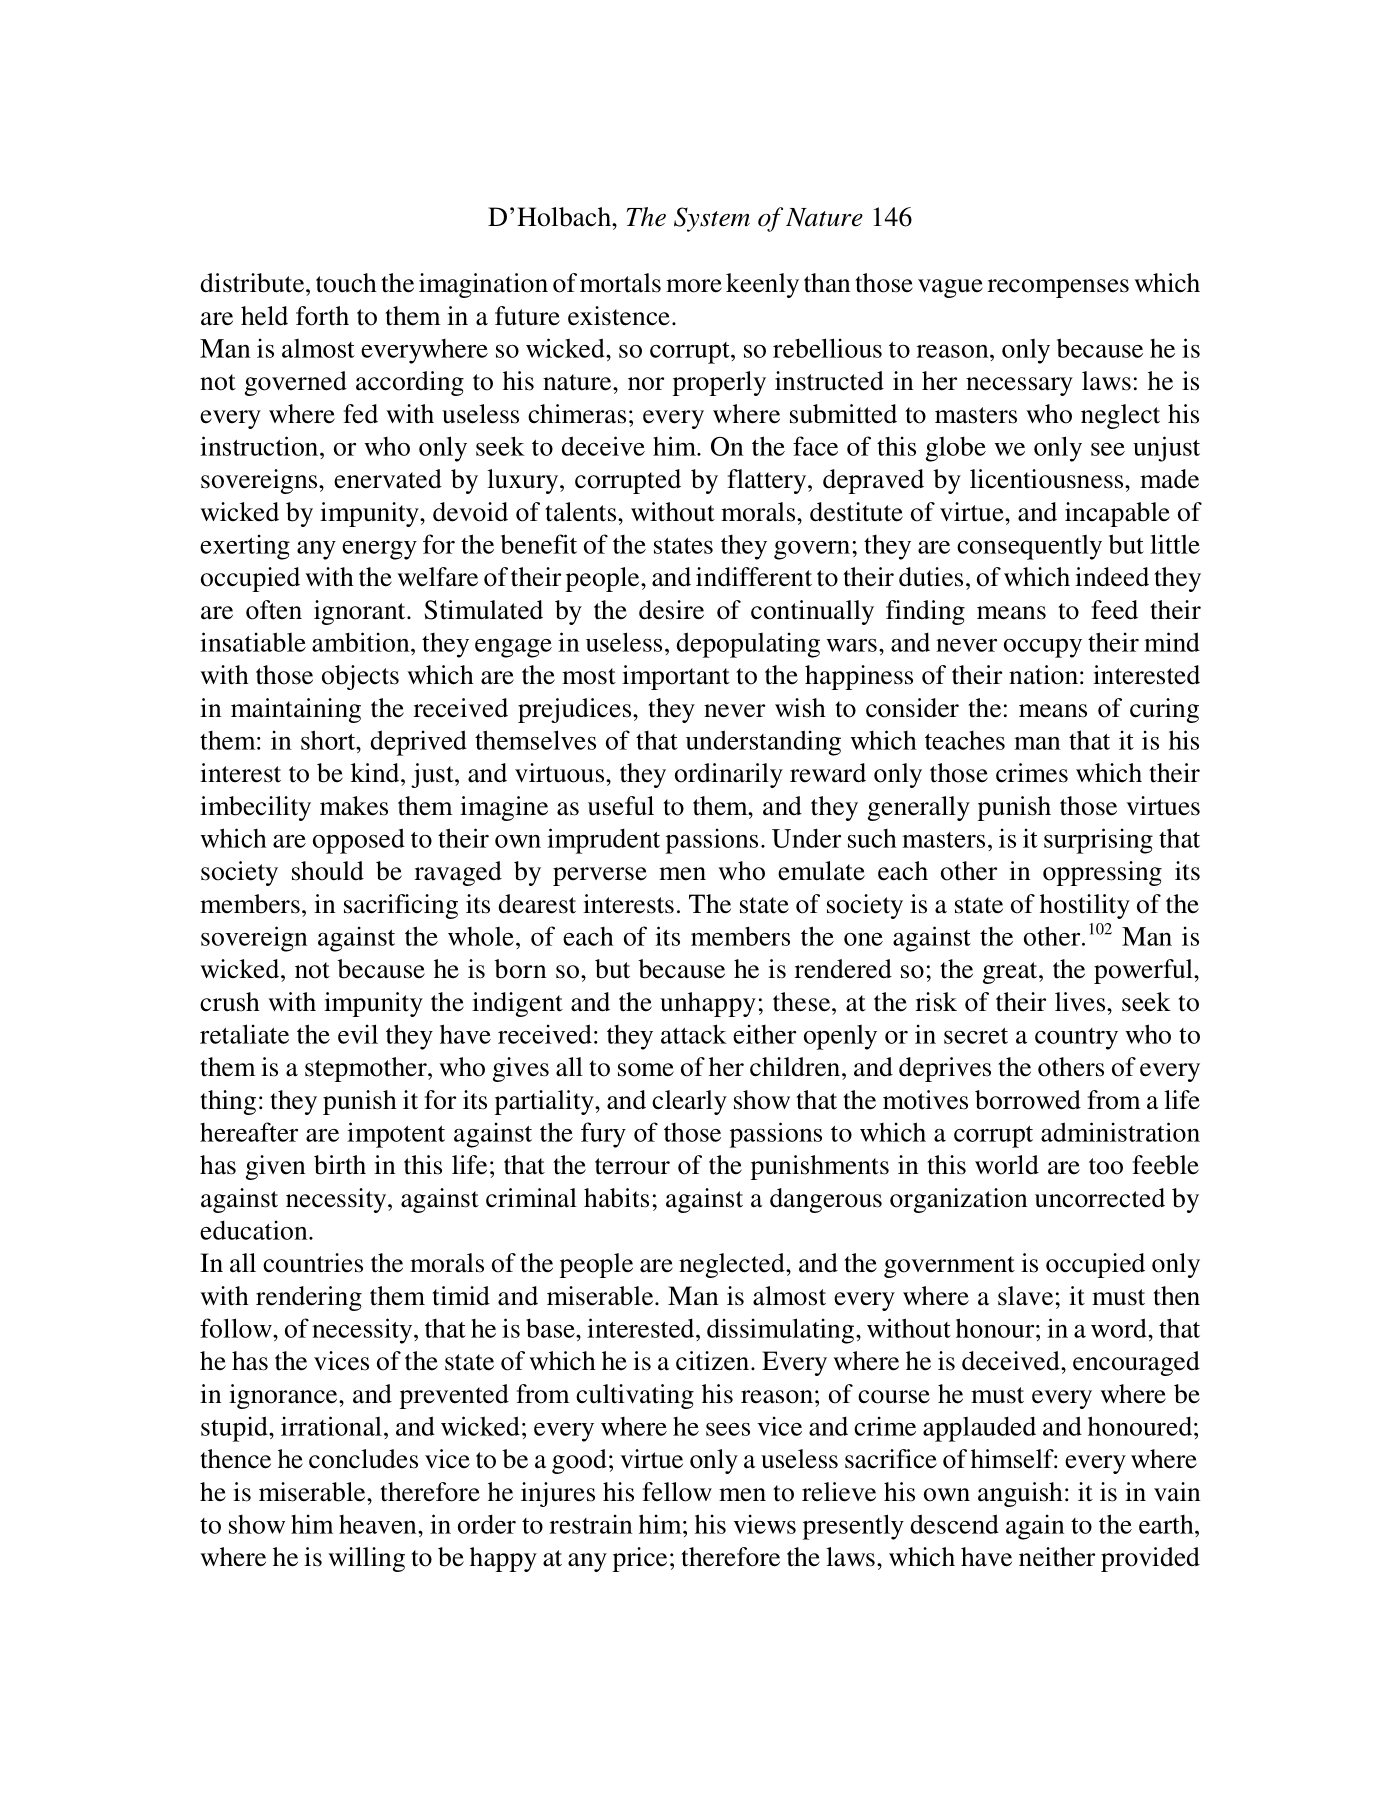 D’Holbach, The System of Nature 146
distribute, touch the imagination of mortals more keenly than those vague recompenses which
are held forth to them in a future existence.
Man is almost everywhere so wicked, so corrupt, so rebellious to reason, only because he is
not governed according to his nature, nor properly instructed in her necessary laws: he is
every where fed with useless chimeras; every where submitted to masters who neglect his
instruction, or who only seek to deceive him. On the face of this globe we only see unjust
sovereigns, enervated by luxury, corrupted by flattery, depraved by licentiousness, made
wicked by impunity, devoid of talents, without morals, destitute of virtue, and incapable of
exerting any energy for the benefit of the states they govern; they are consequently but little
occupied with the welfare of their people, and indifferent to their duties, of which indeed they
are often ignorant. Stimulated by the desire of continually finding means to feed their
insatiable ambition, they engage in useless, depopulating wars, and never occupy their mind
with those objects which are the most important to the happiness of their nation: interested
in maintaining the received prejudices, they never wish to consider the: means of curing
them: in short, deprived themselves of that understanding which teaches man that it is his
interest to be kind, just, and virtuous, they ordinarily reward only those crimes which their
imbecility makes them imagine as useful to them, and they generally punish those virtues
which are opposed to their own imprudent passions. Under such masters, is it surprising that
society should be ravaged by perverse men who emulate each other in oppressing its
members, in sacrificing its dearest interests. The state of society is a state of hostility of the
sovereign against the whole, of each of its members the one against the other.102 Man is
wicked, not because he is born so, but because he is rendered so; the great, the powerful,
crush with impunity the indigent and the unhappy; these, at the risk of their lives, seek to
retaliate the evil they have received: they attack either openly or in secret a country who to
them is a stepmother, who gives all to some of her children, and deprives the others of every
thing: they punish it for its partiality, and clearly show that the motives borrowed from a life
hereafter are impotent against the fury of those passions to which a corrupt administration
has given birth in this life; that the terrour of the punishments in this world are too feeble
against necessity, against criminal habits; against a dangerous organization uncorrected by
education.
In all countries the morals of the people are neglected, and the government is occupied only
with rendering them timid and miserable. Man is almost every where a slave; it must then
follow, of necessity, that he is base, interested, dissimulating, without honour; in a word, that
he has the vices of the state of which he is a citizen. Every where he is deceived, encouraged
in ignorance, and prevented from cultivating his reason; of course he must every where be
stupid, irrational, and wicked; every where he sees vice and crime applauded and honoured;
thence he concludes vice to be a good; virtue only a useless sacrifice of himself: every where
he is miserable, therefore he injures his fellow men to relieve his own anguish: it is in vain
to show him heaven, in order to restrain him; his views presently descend again to the earth,
where he is willing to be happy at any price; therefore the laws, which have neither provided